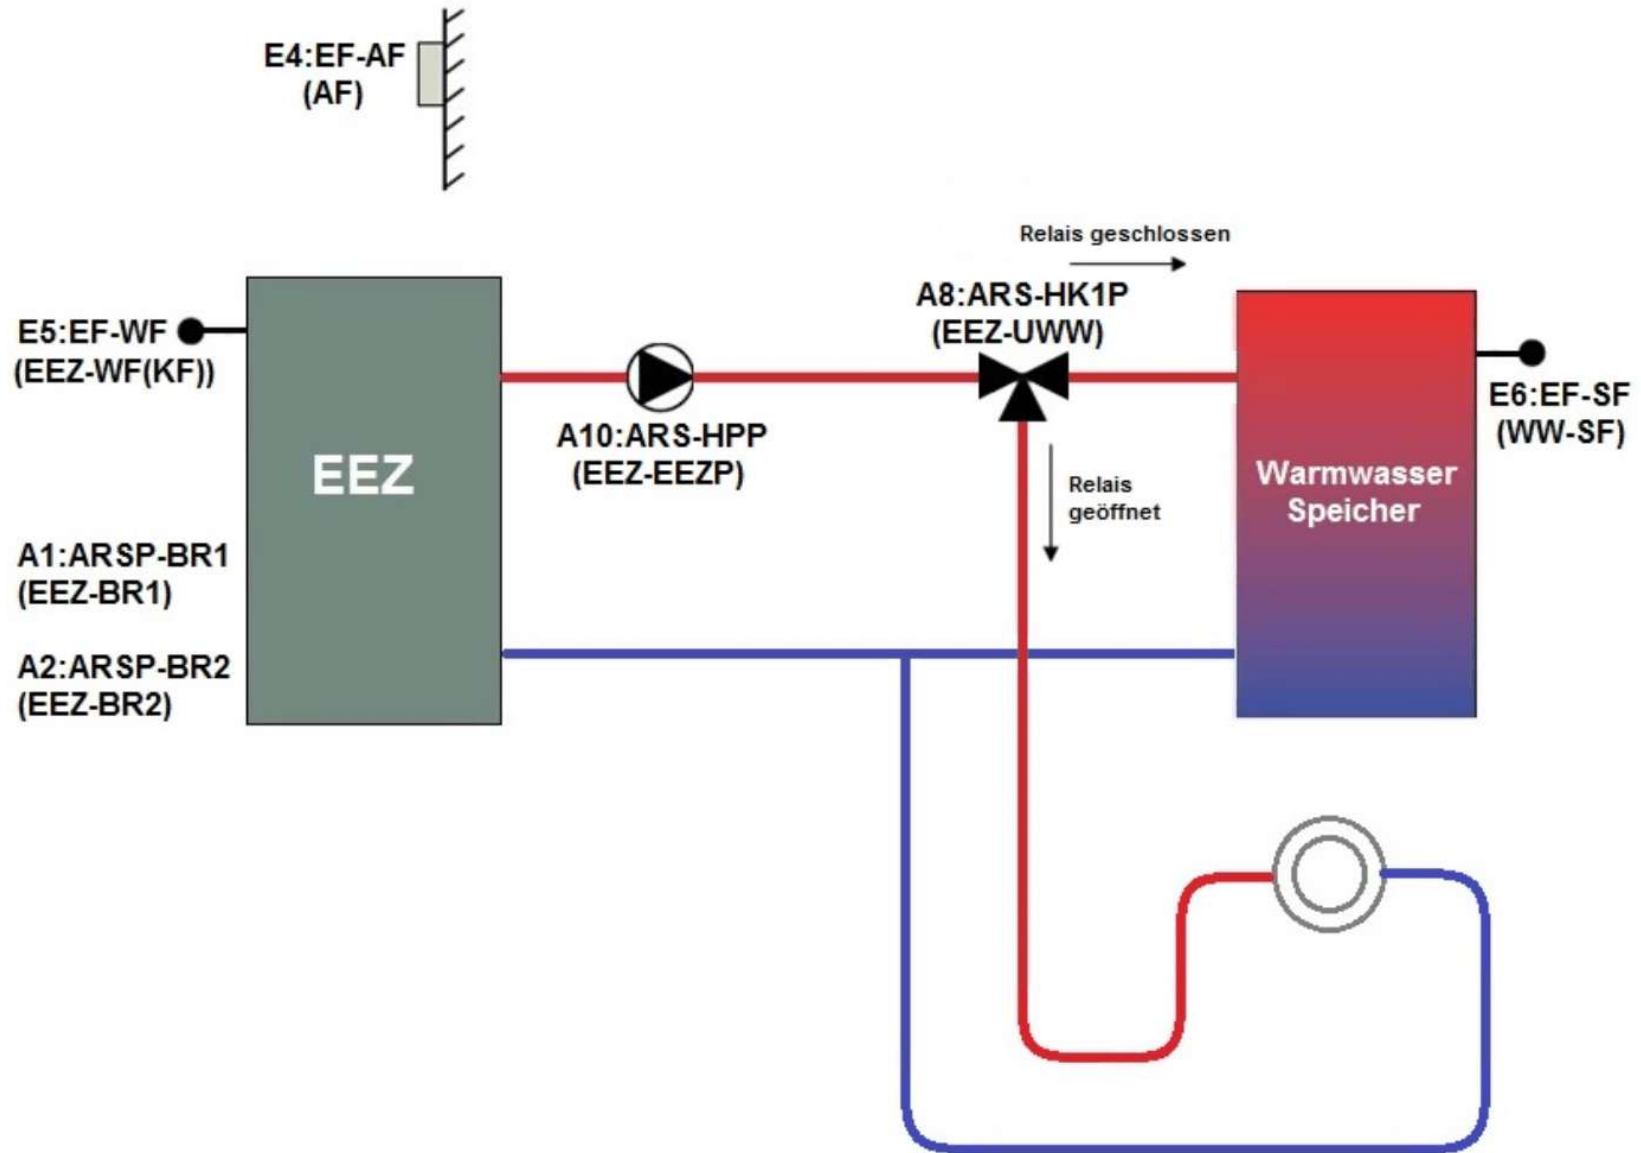 E4:EF-AF
(AF)
Relais geschlossen
A8:ARS-HK1P
(EEZ-UWW)
E5:EF-WF
(EEZ-WF(KF))
E6:EF-SF
(WW-SF)
A10:ARS-HPP
(EEZ-EEZP)
EEZ
Warmwasser
Speicher
Relais
geöffnet
A1:ARSP-BR1
(EEZ-BR1)
A2:ARSP-BR2
(EEZ-BR2)